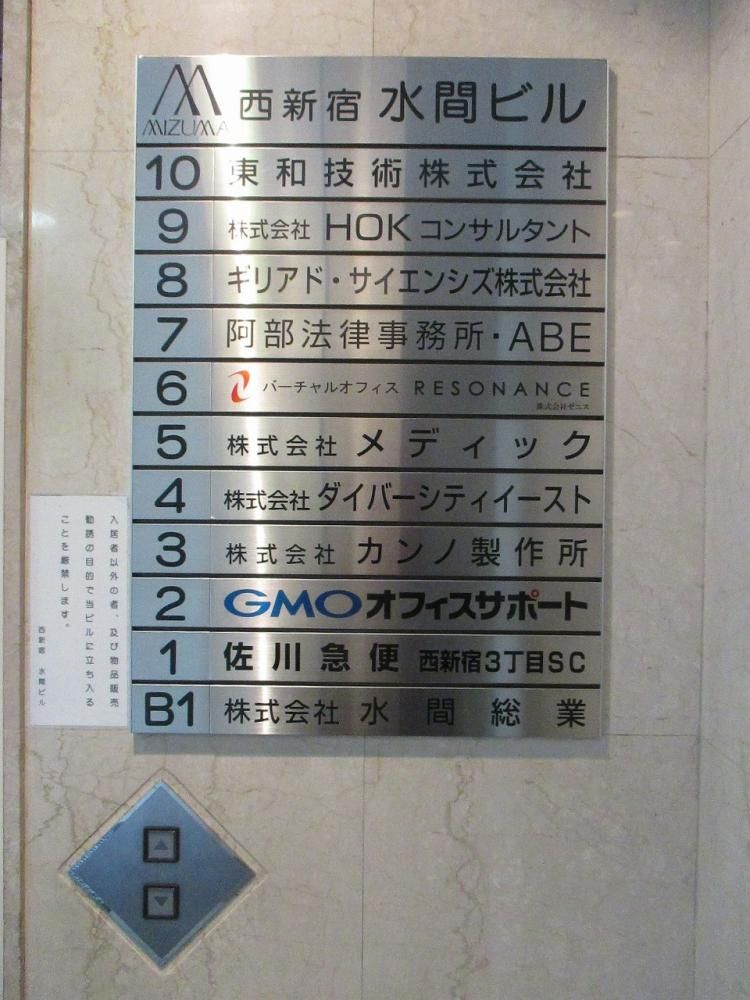 MIZUMA 西新宿 水間ビル
10 東和技術株式会社
9 株式会社 HOKコンサルタント
8 ギリアド・サイエンシズ株式会社
7 阿部法律事務所・ABE
6 バーチャルオフィス RESONANCE
株式会社ゼニス
5 株式会社 メディック
4 株式会社 ダイバーシティイースト
3 株式会社 カンノ製作所
2 GMOオフィスサポート
1 佐川急便 西新宿3丁目SC
B1 株式会社 水間総業
入居者以外の者、及び物品販売
勧誘の目的で当ビルに立ち入る
ことを厳禁します。
西新宿 水間ビル